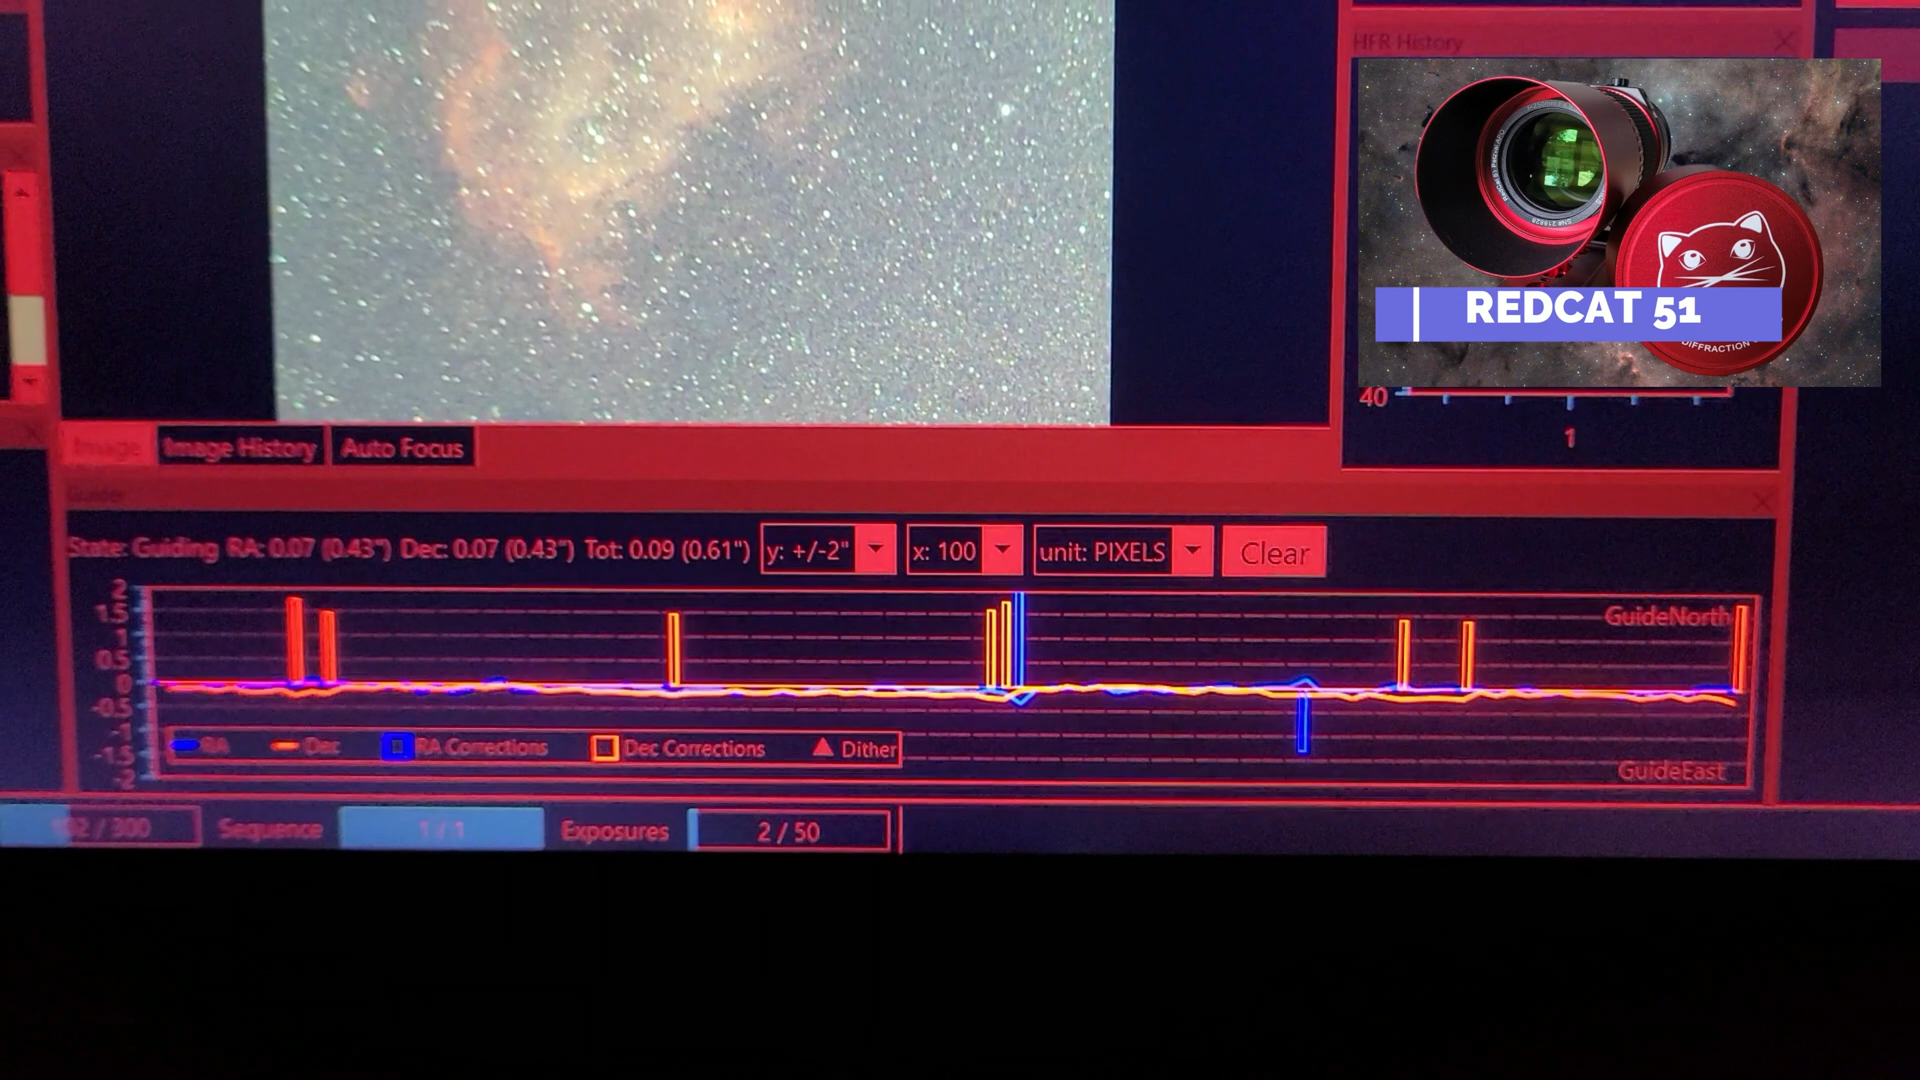 HFR History
REDCAT 51
DIFFRACTION
40
1
Image
Image History
Auto Focus
Guider
State: Guiding RA: 0.07 (0.43") Dec: 0.07 (0.43") Tot: 0.09 (0.61")
y: +/-2"
x: 100
unit: PIXELS
Clear
2
1.5
1
0.5
0
-0.5
-1
-1.5
-2
GuideNorth
GuideEast
RA
Dec
RA Corrections
Dec Corrections
Dither
/ 300
Sequence
1 / 1
Exposures
2 / 50